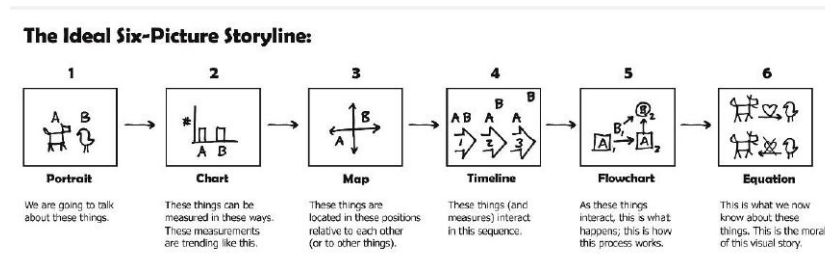 The Ideal Six-Picture Storyline:
1
2
3
4
5
6
A B
#
A B
B
A
A B
B
A
B
A
1 2 3
A₁
B₁
A₂
B₂
Portrait
Chart
Map
Timeline
Flowchart
Equation
We are going to talk
about these things.
These things can be
measured in these ways.
These measurements
are trending like this.
These things are
located in these positions
relative to each other
(or to other things).
These things (and
measures) interact
in this sequence.
As these things
interact, this is what
happens; this is how
this process works.
This is what we now
know about these
things. This is the moral
of this visual story.